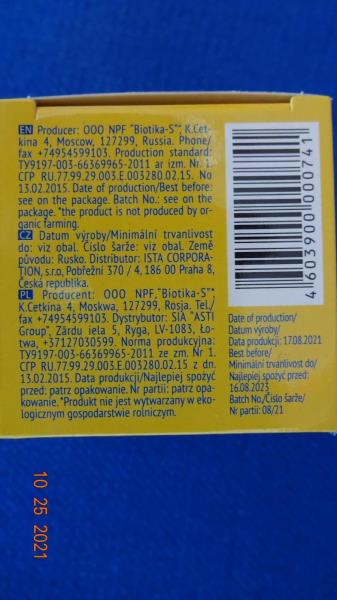 EN Producer: OOO NPF "Biotika-S"; K.Cet-
kina 4, Moscow, 127299, Russia. Phone/
fax +74954599103. Production standard:
ТУ9197-003-66369965-2011 ar izm. Nr. 1.
СГР RU.77.99.29.003.E.003280.02.15. No
13.02.2015. Date of production/Best before:
see on the package. Batch No.: see on the
package. *the product is not produced by or-
ganic farming.
CZ Datum výroby/Minimální trvanlivost
do: viz obal. Číslo šarže: viz obal. Země
původu: Rusko. Distributor: ISTA CORPORA-
TION, s.r.o, Pobřežní 370 / 4, 186 00 Praha 8,
Česká republika.
PL Producent: OOO NPF,"Biotika-S";
K.Cetkina 4, Moskwa, 127299, Rosja. Tel./
fax +74954599103. Dystrybutor: SIA "ASTI
Group", Zārdu iela 5, Ryga, LV-1083, Ło-
twa, +37127030599. Norma produkcyjna:
ТУ9197-003-66369965-2011 ze zm. Nr 1.
СГР RU.77.99.29.003.E.003280.02.15 z dn.
13.02.2015. Data produkcji/Najlepiej spożyć
przed: patrz opakowanie. Nr partii: patrz opa-
kowanie. *Produkt nie jest wytwarzany w eko-
logicznym gospodarstwie rolniczym.
4 603900 000741
Date of production/
Datum výroby/
Data produkcji: 17.08.2021
Best before/
Minimální trvanlivost do/
Najlepiej spożyć przed:
16.08.2023
Batch No./Číslo šarže/
Nr partii: 08/21
10 25 2021